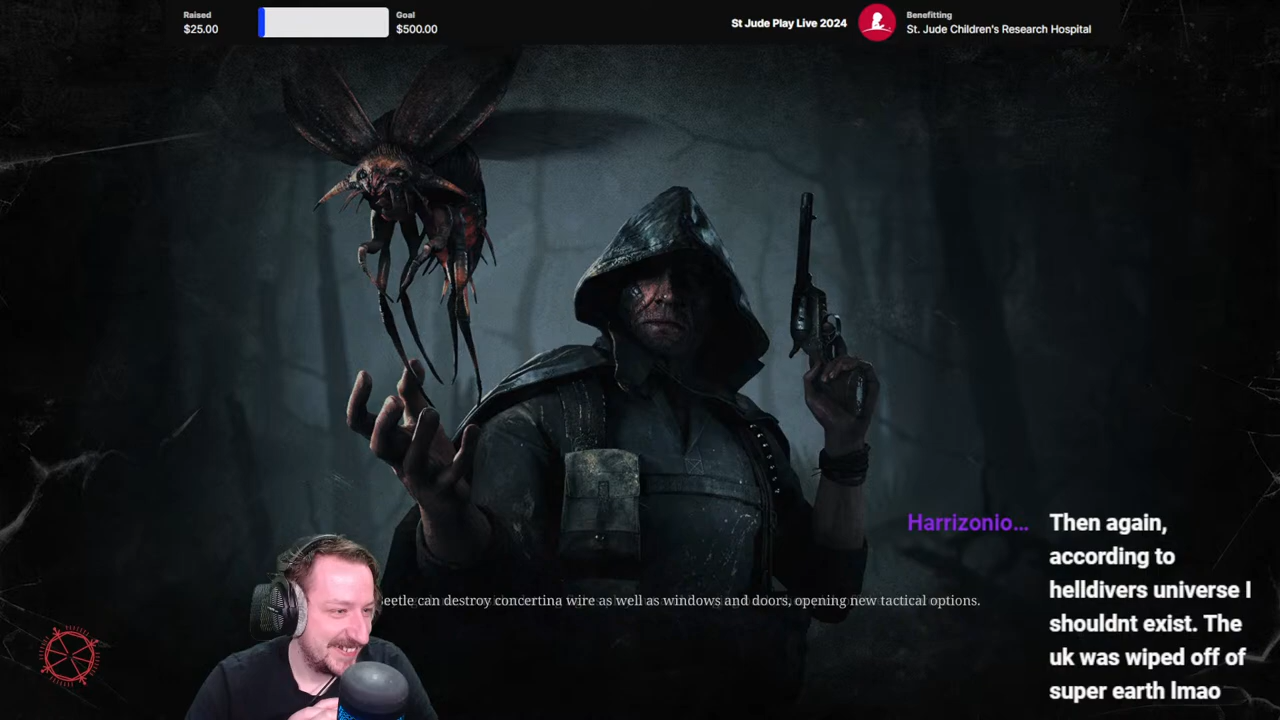 Raised
$25.00
Goal
$500.00
St Jude Play Live 2024
Benefitting
St. Jude Children's Research Hospital
Harrizonio...
Then again,
according to
helldivers universe I
shouldnt exist. The
uk was wiped off of
super earth lmao
eetle can destroy concertina wire as well as windows and doors, opening new tactical options.